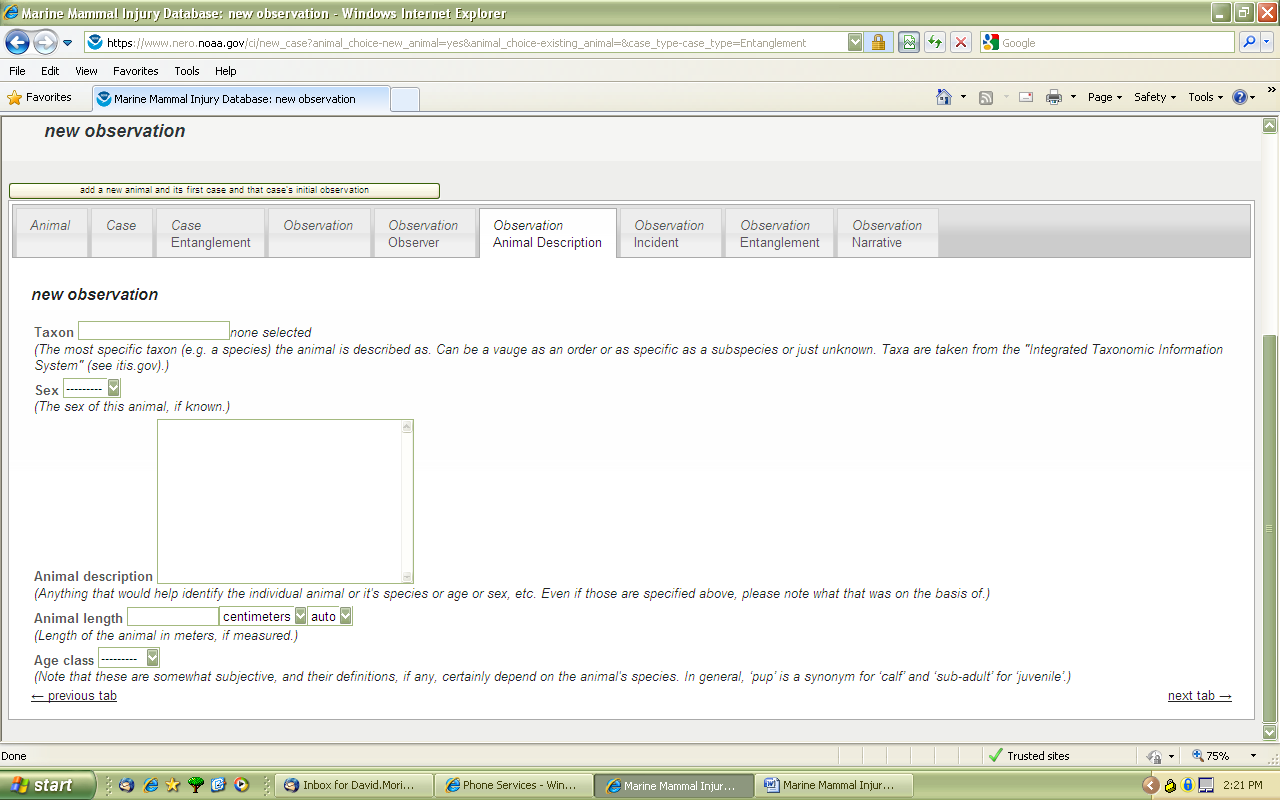 Marine Mammal Injury Database: new observation - Windows Internet Explorer
https://www.nero.noaa.gov/ci/new_case?animal_choice-new_animal=yes&animal_choice-existing_animal=&case_type-case_type=Entanglement
Google
File Edit View Favorites Tools Help
Favorites Marine Mammal Injury Database: new observation Page Safety Tools »
new observation
add a new animal and its first case and that case's initial observation
Animal Case Case Entanglement Observation Observation Observer Observation Animal Description Observation Incident Observation Entanglement Observation Narrative
new observation
Taxon none selected
(The most specific taxon (e.g. a species) the animal is described as. Can be a vauge as an order or as specific as a subspecies or just unknown. Taxa are taken from the "Integrated Taxonomic Information
System" (see itis.gov).)
Sex ---------
(The sex of this animal, if known.)
Animal description
(Anything that would help identify the individual animal or it's species or age or sex, etc. Even if those are specified above, please note what that was on the basis of.)
Animal length centimeters auto
(Length of the animal in meters, if measured.)
Age class ---------
(Note that these are somewhat subjective, and their definitions, if any, certainly depend on the animal's species. In general, ‘pup’ is a synonym for ‘calf’ and ‘sub-adult’ for ‘juvenile’.)
← previous tab next tab →
Done Trusted sites 75%
start Inbox for David.Mori... Phone Services - Win... Marine Mammal Injur... Marine Mammal Injur... 2:21 PM